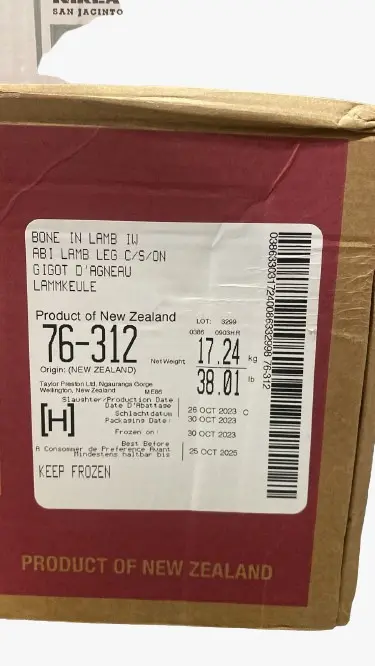 SAN JACINTO
BONE IN LAMB IW
ABI LAMB LEG C/S/ON
GIGOT D'AGNEAU
LAMMKEULE
Product of New Zealand
LOT: 3299
0386 0903HR
76-312
Net Weight 17.24 kg
38.01 lb
Origin: (NEW ZEALAND)
Taylor Preston Ltd, Ngauranga Gorge
Wellington, New Zealand ME86
Slaughter/Production Date
Date D'Abattage
Schlachtdatum 26 OCT 2023 C
Packaging Date: 30 OCT 2023
[H]
Frozen on: 30 OCT 2023
Best Before
A Consommer de Preference Avant 25 OCT 2025
Mindestens haltbar bis
KEEP FROZEN
PRODUCT OF NEW ZEALAND